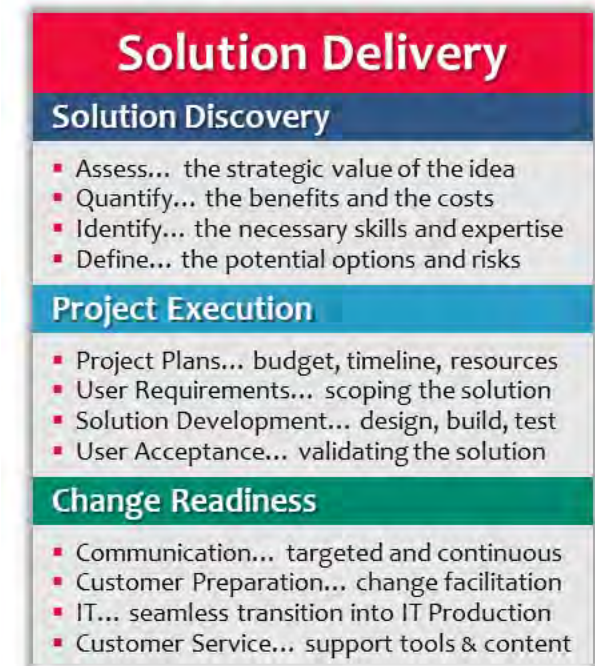 Solution Delivery
Solution Discovery
▪ Assess... the strategic value of the idea
▪ Quantify... the benefits and the costs
▪ Identify... the necessary skills and expertise
▪ Define... the potential options and risks
Project Execution
▪ Project Plans... budget, timeline, resources
▪ User Requirements... scoping the solution
▪ Solution Development... design, build, test
▪ User Acceptance... validating the solution
Change Readiness
▪ Communication... targeted and continuous
▪ Customer Preparation... change facilitation
▪ IT... seamless transition into IT Production
▪ Customer Service... support tools & content